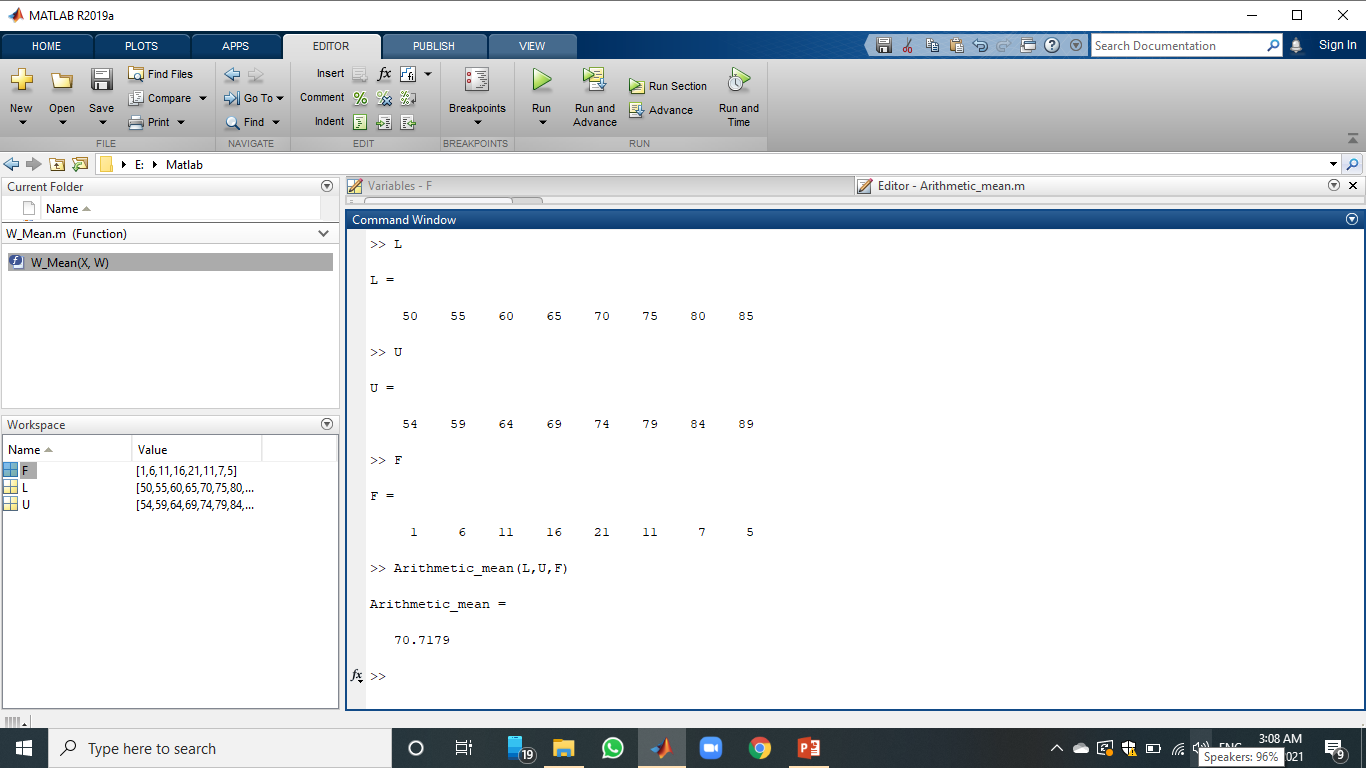 MATLAB R2019a
HOME PLOTS APPS EDITOR PUBLISH VIEW
Search Documentation
Sign In
New
Open
Save
Find Files
Compare
Print
FILE
Go To
Find
NAVIGATE
Insert fx fi
Comment
Indent
EDIT
Breakpoints
BREAKPOINTS
Run
Run and Advance
Run Section
Advance
Run and Time
RUN
E: Matlab
Current Folder
Name
W_Mean.m (Function)
W_Mean(X, W)
Workspace
Name Value
F [1,6,11,16,21,11,7,5]
L [50,55,60,65,70,75,80,...
U [54,59,64,69,74,79,84,...
Variables - F
Editor - Arithmetic_mean.m
Command Window
>> L
L =
50 55 60 65 70 75 80 85
>> U
U =
54 59 64 69 74 79 84 89
>> F
F =
1 6 11 16 21 11 7 5
>> Arithmetic_mean(L,U,F)
Arithmetic_mean =
70.7179
fx >>
Type here to search
19
3:08 AM
2021
Speakers: 96%
9